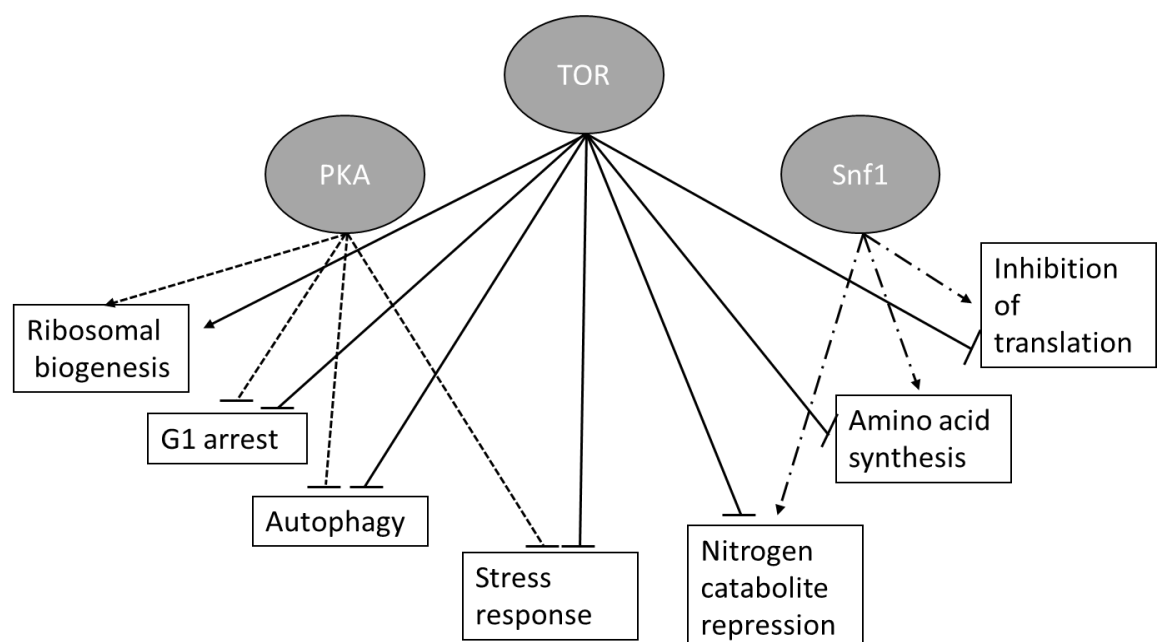 TOR
PKA
Snf1
Inhibition
of
translation
Ribosomal
biogenesis
Amino acid
synthesis
G1 arrest
Autophagy
Nitrogen
catabolite
repression
Stress
response